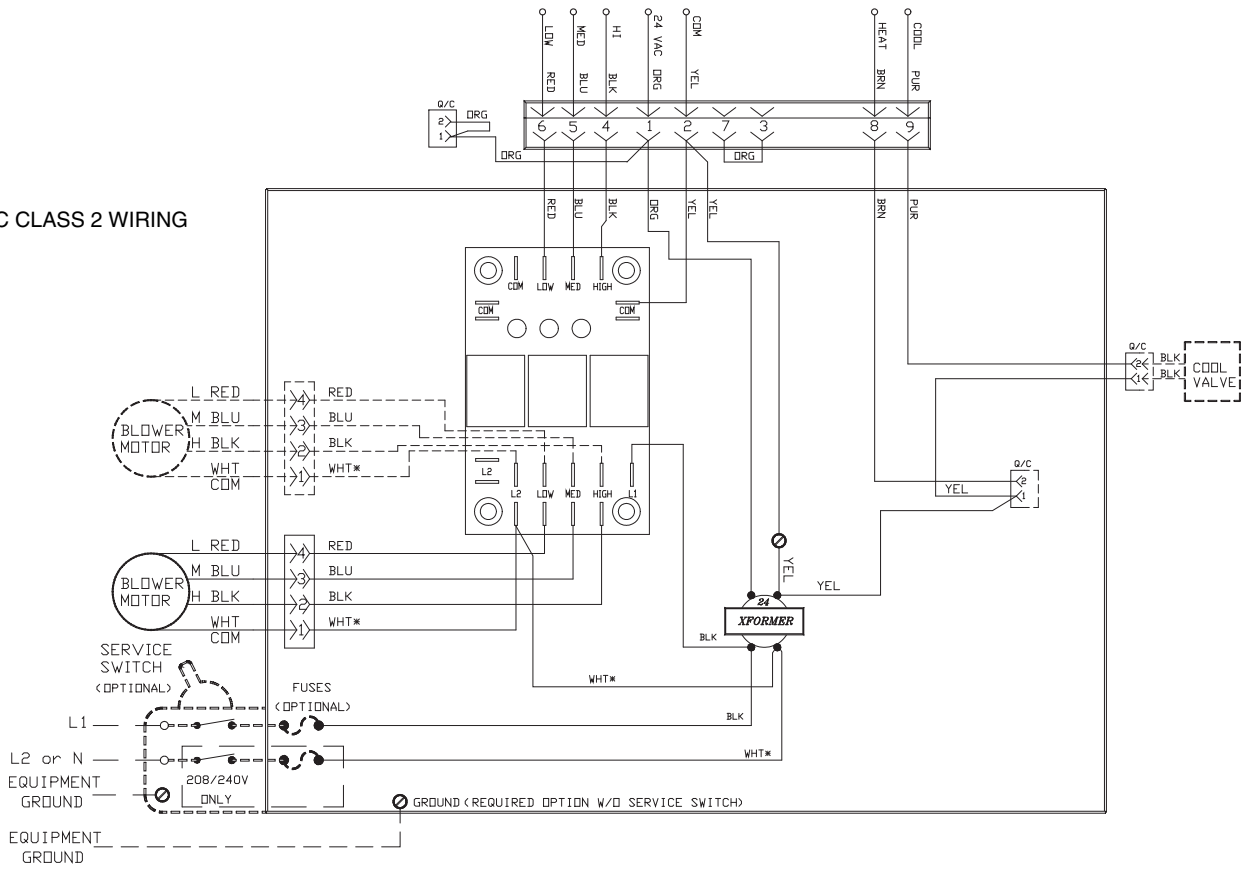 LOW MED HI 24 VAC COM HEAT COOL
RED BLU BLK ORG YEL BRN PUR
Q/C
2 ORG
1
6 5 4 1 2 7 3 8 9
ORG ORG
RED BLU BLK ORG YEL YEL BRN PUR
C CLASS 2 WIRING
COM LOW MED HIGH
COM COM
Q/C
2 BLK
1 BLK
COOL
VALVE
L RED 4 RED
M BLU 3 BLU
BLOWER
MOTOR
H BLK 2 BLK
WHT 1 WHT*
COM
L2
L2 LOW MED HIGH L1
Q/C
2
YEL 1
L RED 4 RED
M BLU 3 BLU
BLOWER
MOTOR
H BLK 2 BLK
WHT 1 WHT*
COM
YEL
YEL
24
XFORMER
BLK
SERVICE
SWITCH
(OPTIONAL)
FUSES
(OPTIONAL)
WHT*
L1
BLK
L2 or N
WHT*
208/240V
ONLY
EQUIPMENT
GROUND
GROUND (REQUIRED OPTION W/O SERVICE SWITCH)
EQUIPMENT
GROUND